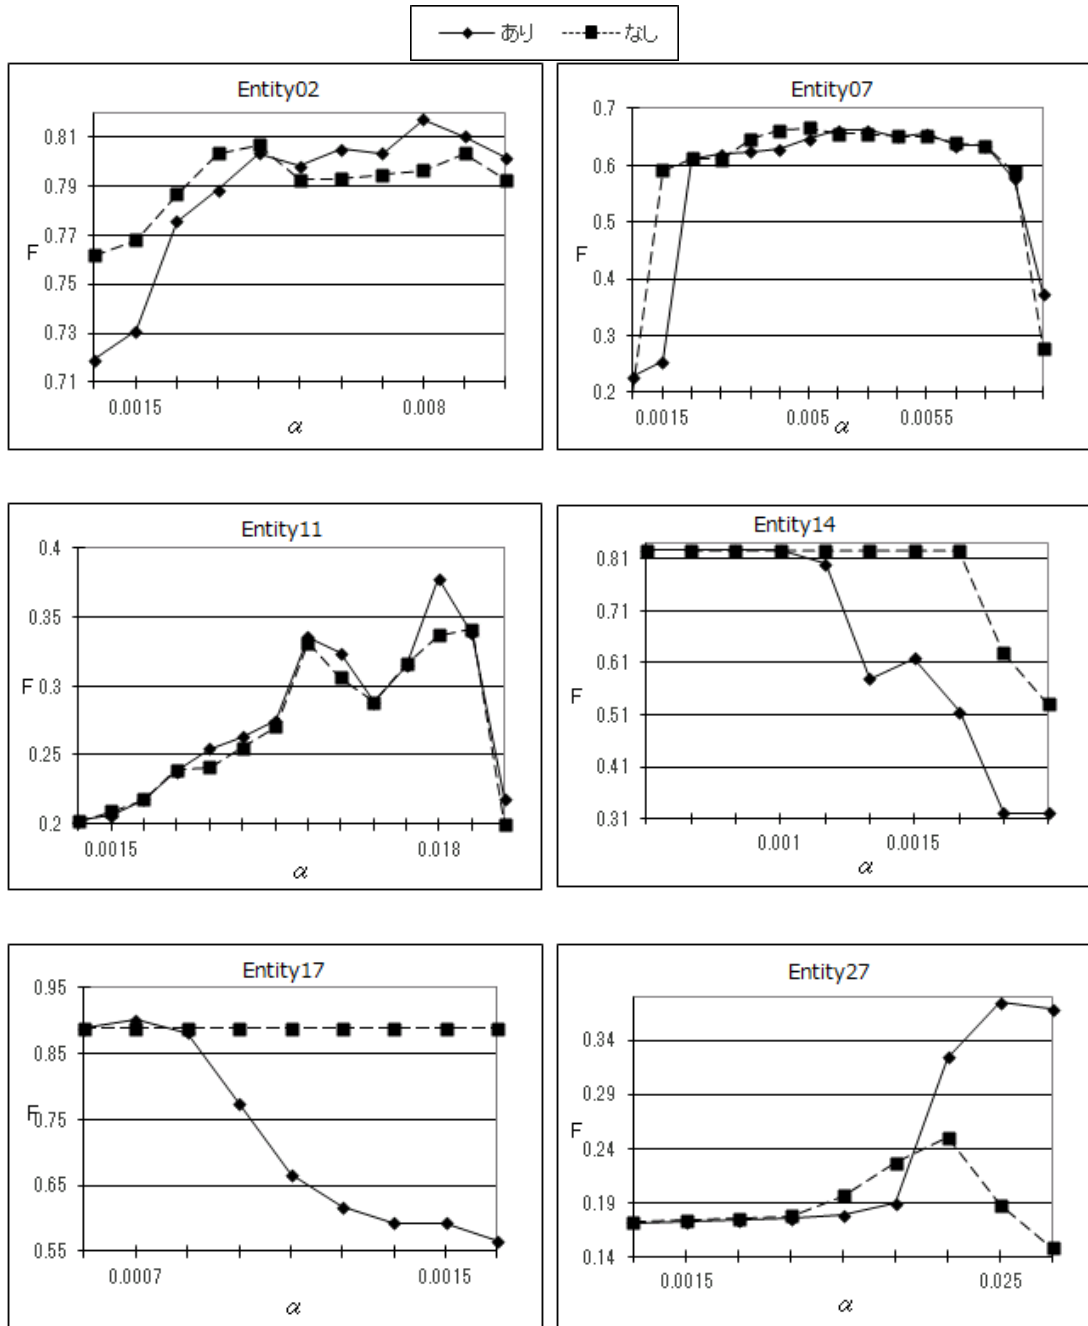 あり なし
Entity02
0.81
0.79
0.77
F
0.75
0.73
0.71
0.0015 0.008
α
Entity07
0.7
0.6
0.5
F
0.4
0.3
0.2
0.0015 0.005 0.0055
α
Entity11
0.4
0.35
F 0.3
0.25
0.2
0.0015 0.018
α
Entity14
0.81
0.71
0.61
F
0.51
0.41
0.31
0.001 0.0015
α
Entity17
0.95
0.85
F 0.75
0.65
0.55
0.0007 0.0015
α
Entity27
0.34
0.29
0.24
F
0.19
0.14
0.0015 0.025
α